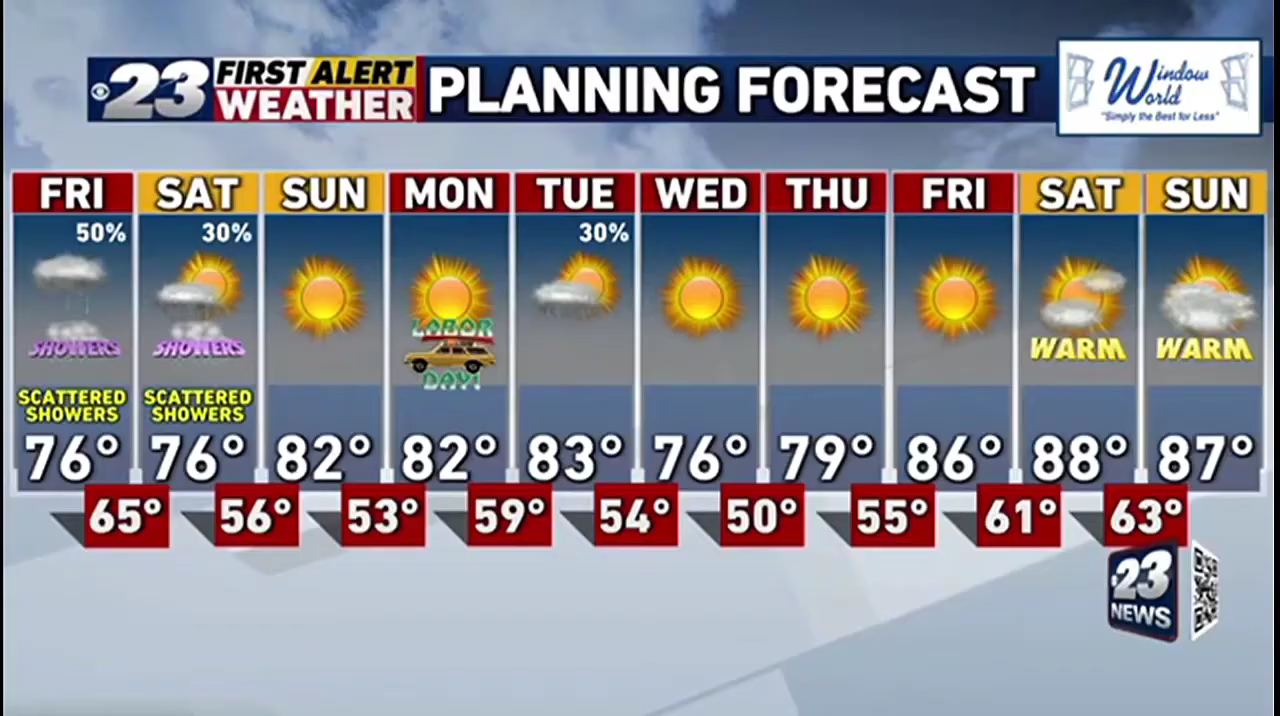 23 FIRST ALERT WEATHER PLANNING FORECAST
Window World
"Simply the Best for Less"
FRI SAT SUN MON TUE WED THU FRI SAT SUN
50% 30% 30%
SHOWERS SHOWERS LABOR DAY! WARM WARM
SCATTERED SHOWERS SCATTERED SHOWERS
76° 76° 82° 82° 83° 76° 79° 86° 88° 87°
65° 56° 53° 59° 54° 50° 55° 61° 63°
23
NEWS